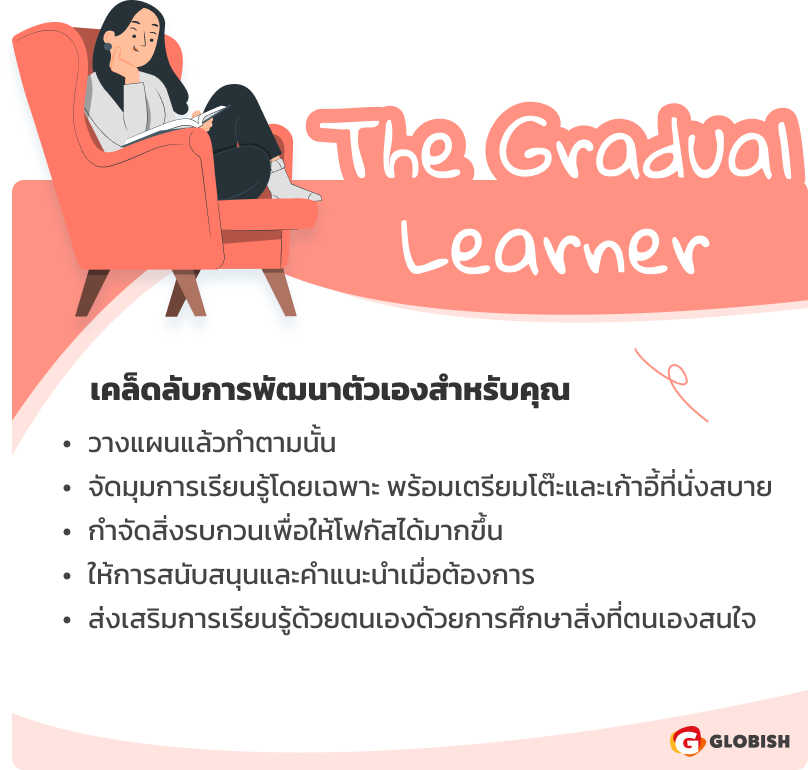 The Gradual
Learner
เคล็ดลับการพัฒนาตัวเองสำหรับคุณ
• วางแผนแล้วทำตามนั้น
• จัดมุมการเรียนรู้โดยเฉพาะ พร้อมเตรียมโต๊ะและเก้าอี้ที่นั่งสบาย
• กำจัดสิ่งรบกวนเพื่อให้โฟกัสได้มากขึ้น
• ให้การสนับสนุนและคำแนะนำเมื่อต้องการ
• ส่งเสริมการเรียนรู้ด้วยตนเองด้วยการศึกษาสิ่งที่ตนเองสนใจ
G GLOBISH